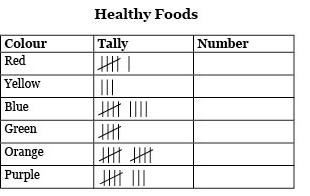 Healthy Foods
Colour Tally Number
Red
Yellow
Blue
Green
Orange
Purple